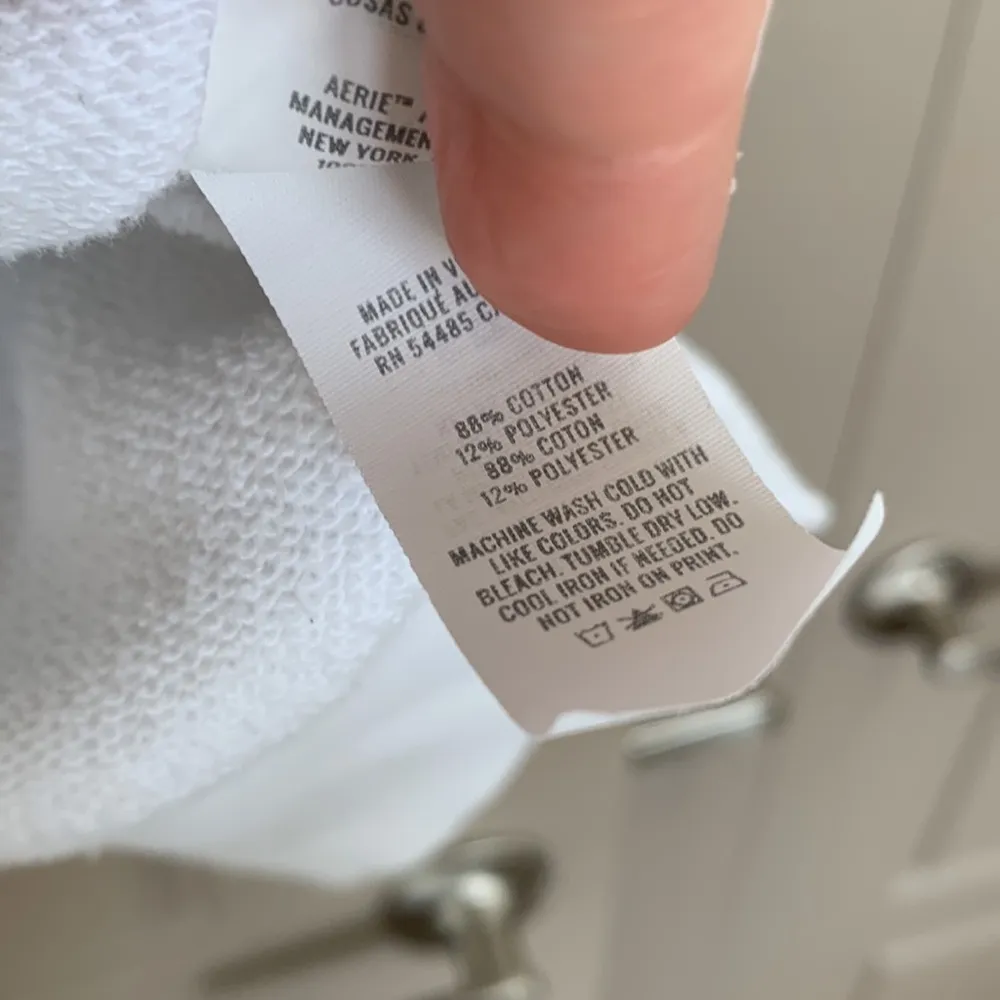 AERIE™
MANAGEMEN
NEW YORK
MADE IN V
FABRIQUÉ AU
RN 54485 CA
88% COTTON
12% POLYESTER
88% COTON
12% POLYESTER
MACHINE WASH COLD WITH
LIKE COLORS. DO NOT
BLEACH. TUMBLE DRY LOW.
COOL IRON IF NEEDED. DO
NOT IRON ON PRINT.